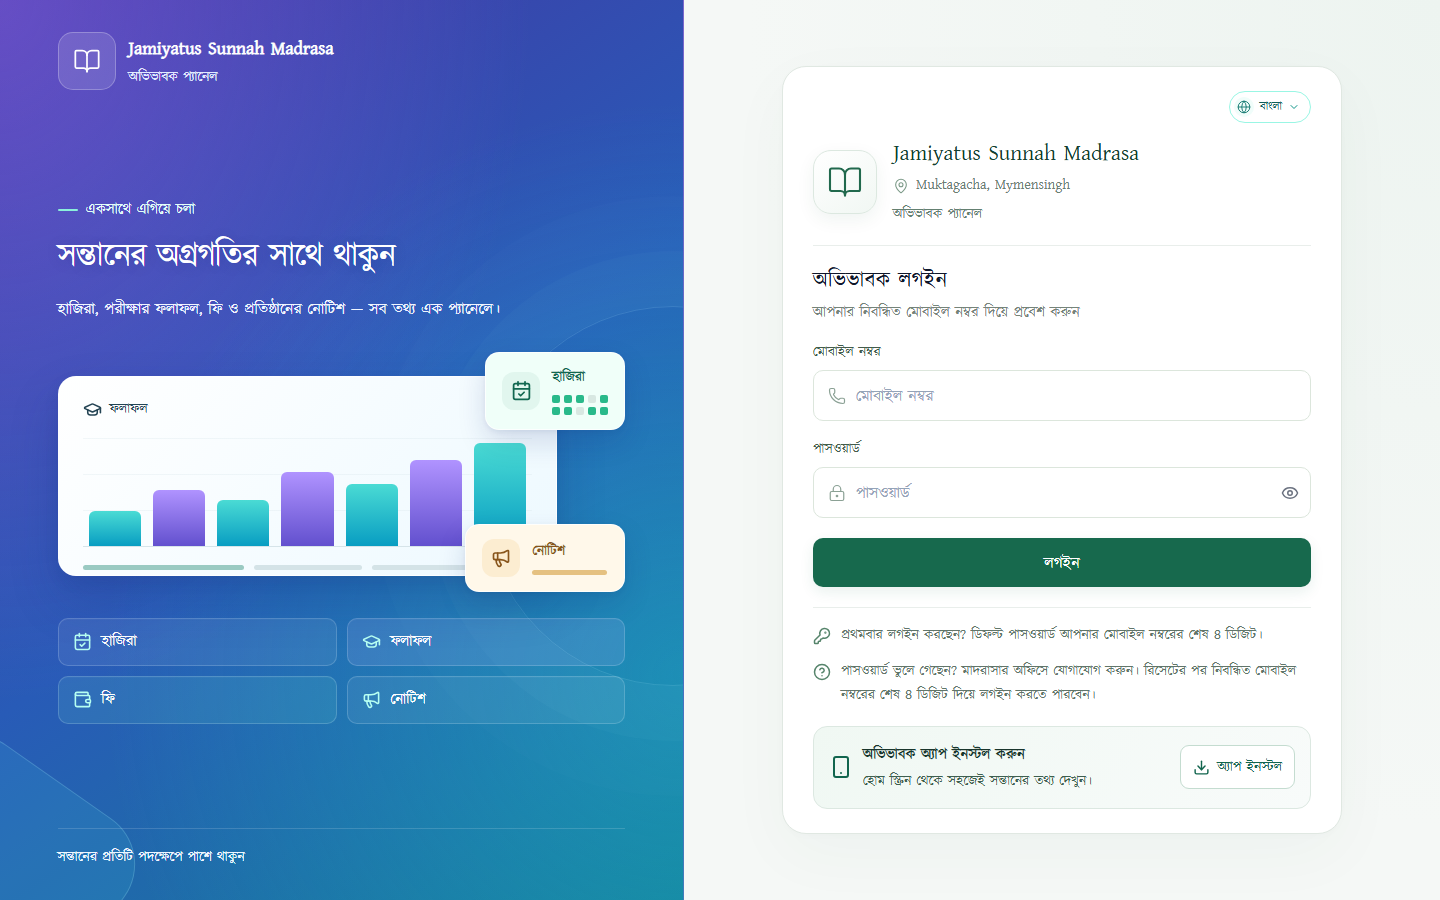 Jamiyatus Sunnah Madrasa
অভিভাবক প্যানেল
একসাথে এগিয়ে চলা
সন্তানের অগ্রগতির সাথে থাকুন
হাজিরা, পরীক্ষার ফলাফল, ফি ও প্রতিষ্ঠানের নোটিশ — সব তথ্য এক প্যানেলে।
হাজিরা
ফলাফল
নোটিশ
হাজিরা
ফলাফল
ফি
নোটিশ
সন্তানের প্রতিটি পদক্ষেপে পাশে থাকুন
বাংলা
Jamiyatus Sunnah Madrasa
Muktagacha, Mymensingh
অভিভাবক প্যানেল
অভিভাবক লগইন
আপনার নিবন্ধিত মোবাইল নম্বর দিয়ে প্রবেশ করুন
মোবাইল নম্বর
মোবাইল নম্বর
পাসওয়ার্ড
পাসওয়ার্ড
লগইন
প্রথমবার লগইন করছেন? ডিফল্ট পাসওয়ার্ড আপনার মোবাইল নম্বরের শেষ ৪ ডিজিট।
পাসওয়ার্ড ভুলে গেছেন? মাদরাসার অফিসে যোগাযোগ করুন। রিসেটের পর নিবন্ধিত মোবাইল
নম্বরের শেষ ৪ ডিজিট দিয়ে লগইন করতে পারবেন।
অভিভাবক অ্যাপ ইনস্টল করুন
হোম স্ক্রিন থেকে সহজেই সন্তানের তথ্য দেখুন।
অ্যাপ ইনস্টল